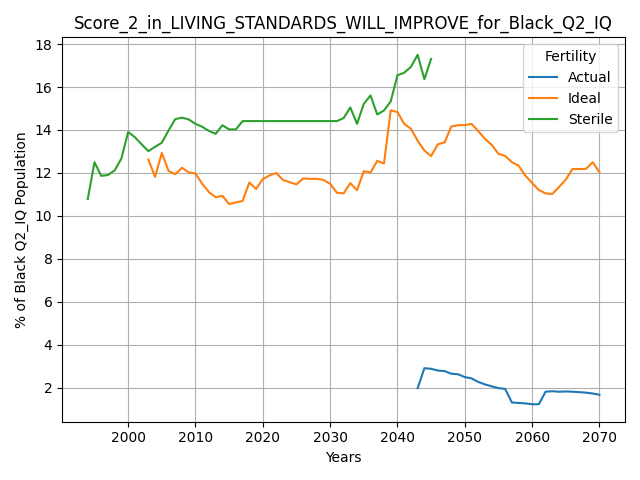 Score_2_in_LIVING_STANDARDS_WILL_IMPROVE_for_Black_Q2_IQ
Fertility
Actual
Ideal
Sterile
% of Black Q2_IQ Population
18
16
14
12
10
8
6
4
2
2000 2010 2020 2030 2040 2050 2060 2070
Years